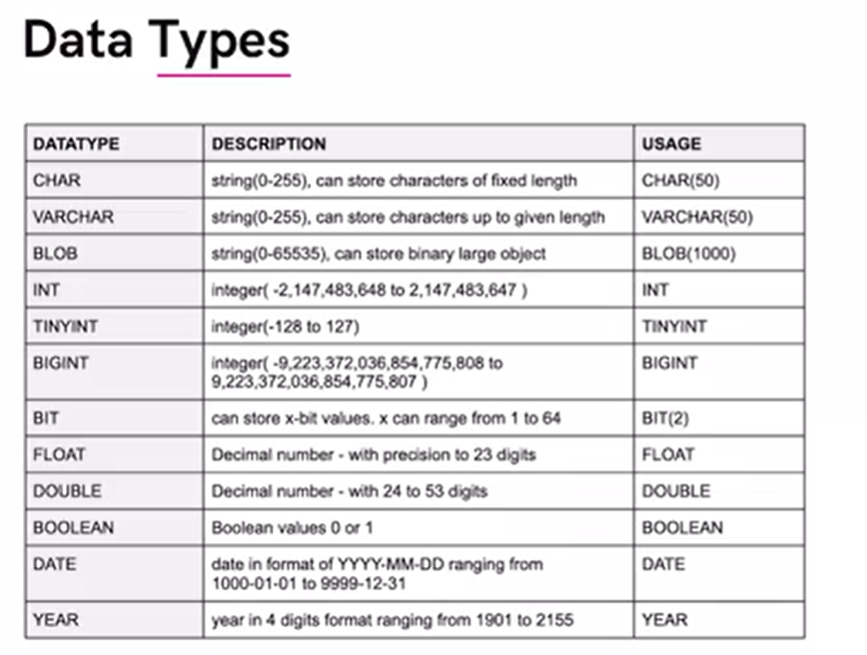 Data Types
DATATYPE DESCRIPTION USAGE
CHAR string(0-255), can store characters of fixed length CHAR(50)
VARCHAR string(0-255), can store characters up to given length VARCHAR(50)
BLOB string(0-65535), can store binary large object BLOB(1000)
INT integer( -2,147,483,648 to 2,147,483,647 ) INT
TINYINT integer(-128 to 127) TINYINT
BIGINT integer( -9,223,372,036,854,775,808 to BIGINT
9,223,372,036,854,775,807 )
BIT can store x-bit values. x can range from 1 to 64 BIT(2)
FLOAT Decimal number - with precision to 23 digits FLOAT
DOUBLE Decimal number - with 24 to 53 digits DOUBLE
BOOLEAN Boolean values 0 or 1 BOOLEAN
DATE date in format of YYYY-MM-DD ranging from DATE
1000-01-01 to 9999-12-31
YEAR year in 4 digits format ranging from 1901 to 2155 YEAR